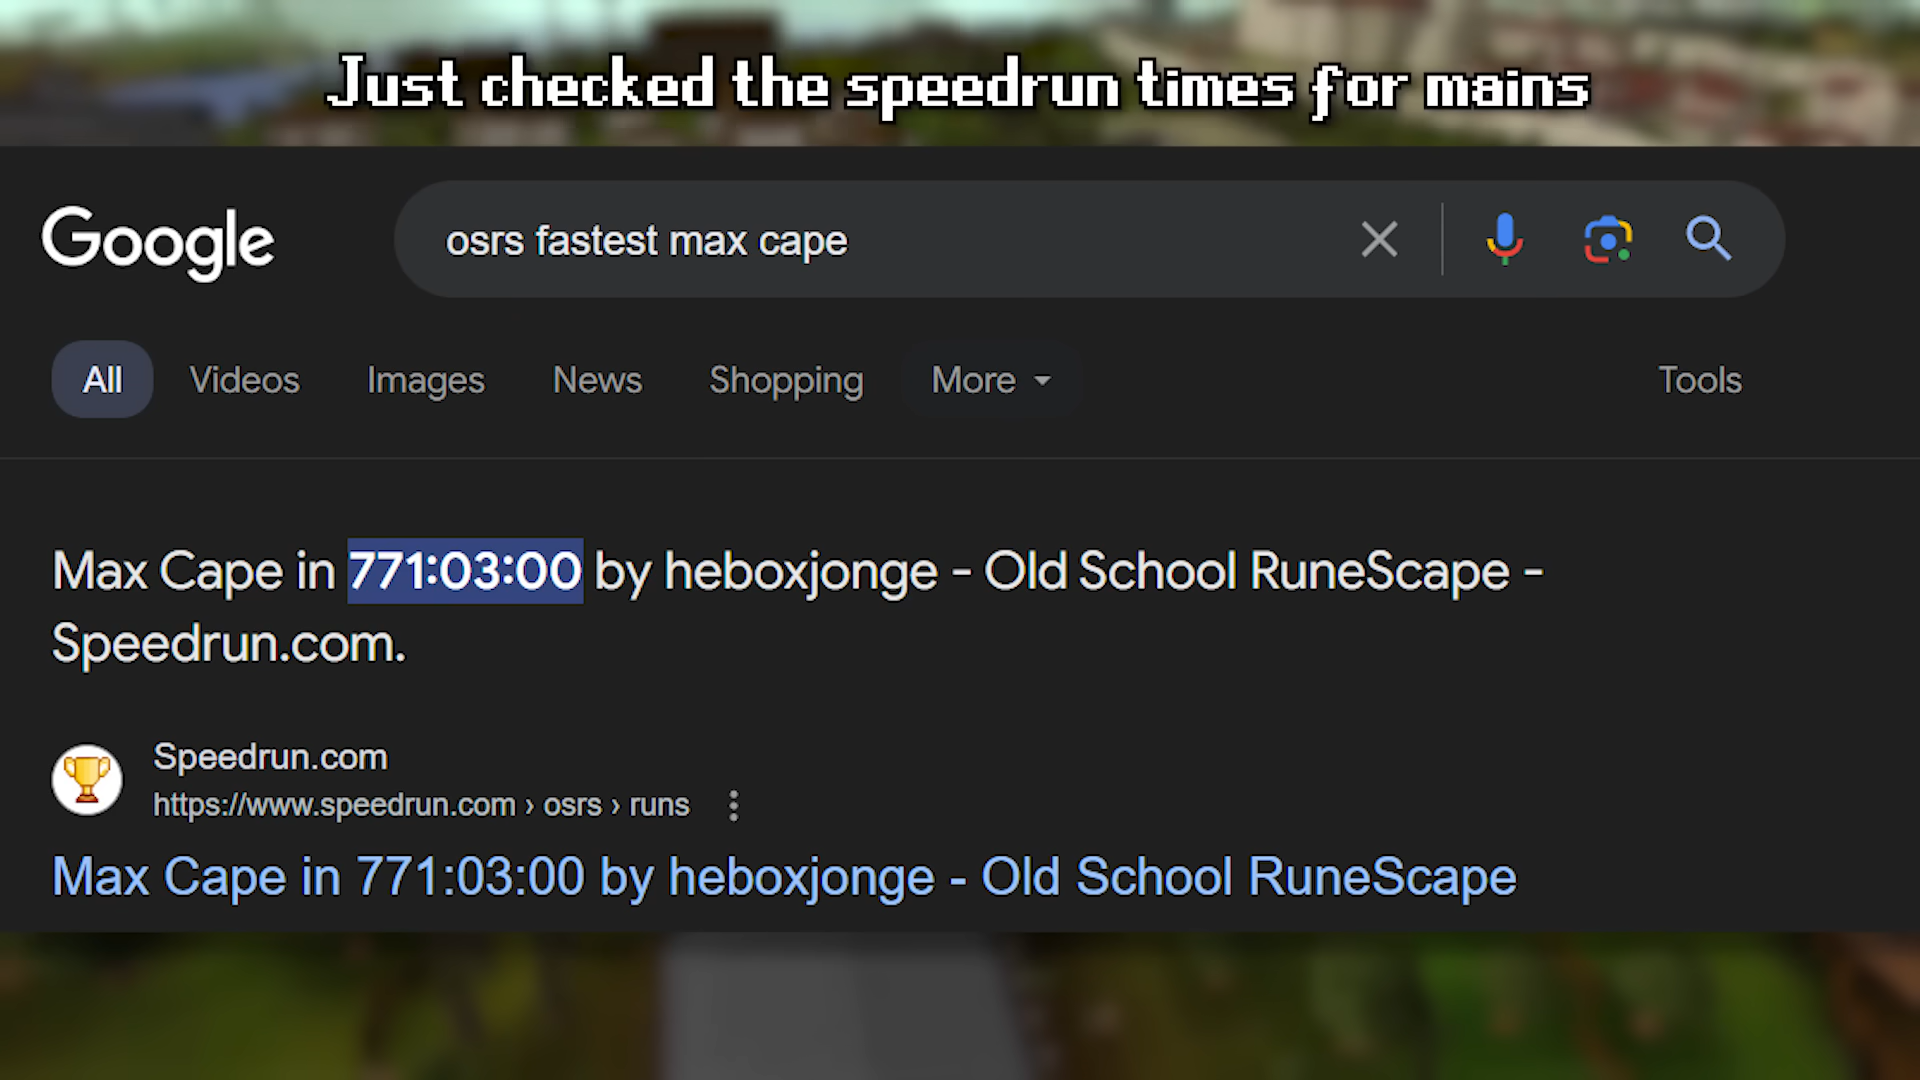 Just checked the speedrun times for mains
Google
osrs fastest max cape
All Videos Images News Shopping More Tools
Max Cape in 771:03:00 by heboxjonge - Old School RuneScape -
Speedrun.com.
Speedrun.com
https://www.speedrun.com › osrs › runs
Max Cape in 771:03:00 by heboxjonge - Old School RuneScape